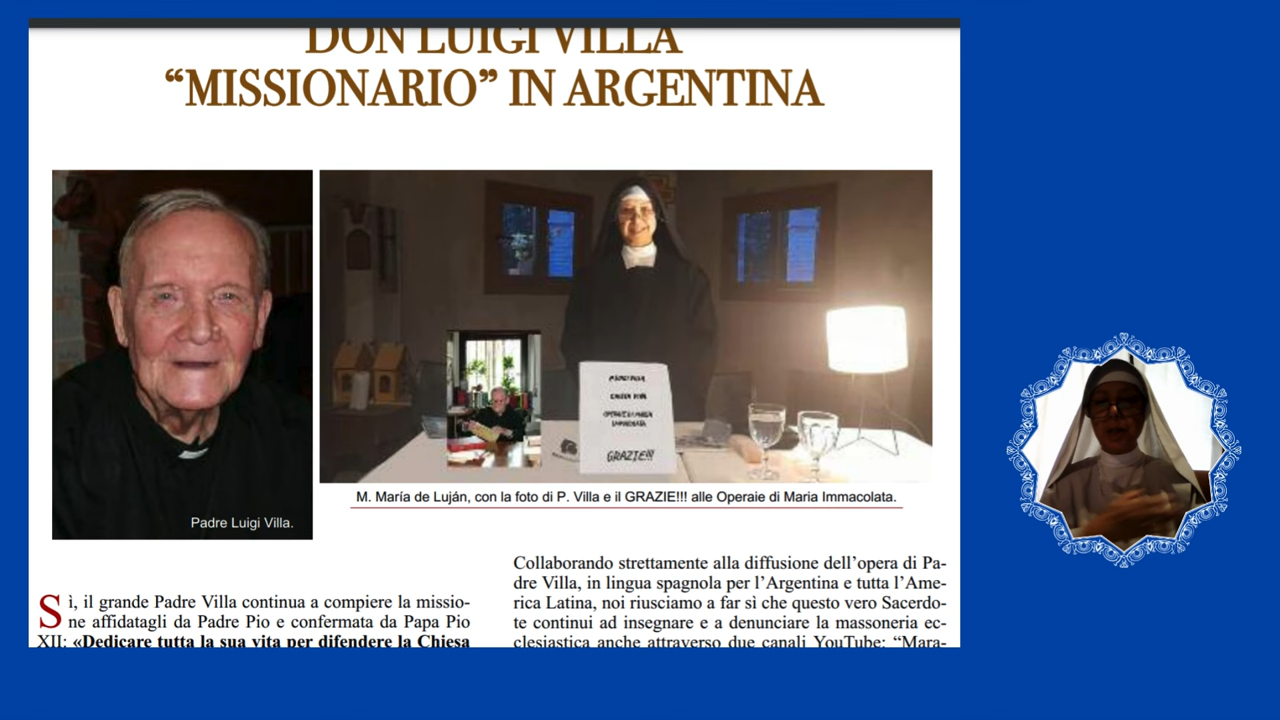 DON LUIGI VILLA
“MISSIONARIO” IN ARGENTINA
Padre Luigi Villa.
GRAZIE!!!
M. María de Luján, con la foto di P. Villa e il GRAZIE!!! alle Operaie di Maria Immacolata.
Sì, il grande Padre Villa continua a compiere la missio-
ne affidatagli da Padre Pio e confermata da Papa Pio
XII: «Dedicare tutta la sua vita per difendere la Chiesa
Collaborando strettamente alla diffusione dell’opera di Pa-
dre Villa, in lingua spagnola per l’Argentina e tutta l’Ame-
rica Latina, noi riusciamo a far sì che questo vero Sacerdo-
te continui ad insegnare e a denunciare la massoneria ec-
clesiastica anche attraverso due canali YouTube: “Mara-